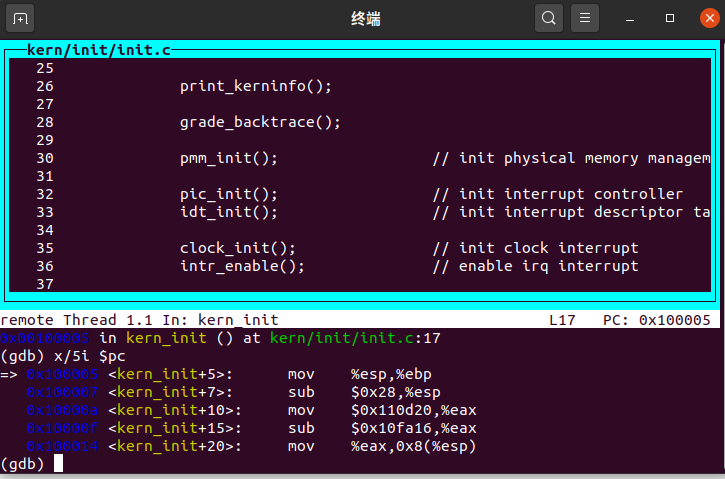 终端
kern/init/init.c
25
26 print_kerninfo();
27
28 grade_backtrace();
29
30 pmm_init(); // init physical memory managem
31
32 pic_init(); // init interrupt controller
33 idt_init(); // init interrupt descriptor ta
34
35 clock_init(); // init clock interrupt
36 intr_enable(); // enable irq interrupt
37
remote Thread 1.1 In: kern_init L17 PC: 0x100005
0x00100005 in kern_init () at kern/init/init.c:17
(gdb) x/5i $pc
=> 0x100005 <kern_init+5>: mov %esp,%ebp
0x100007 <kern_init+7>: sub $0x28,%esp
0x10000a <kern_init+10>: mov $0x110d20,%eax
0x10000f <kern_init+15>: sub $0x10fa16,%eax
0x100014 <kern_init+20>: mov %eax,0x8(%esp)
(gdb)